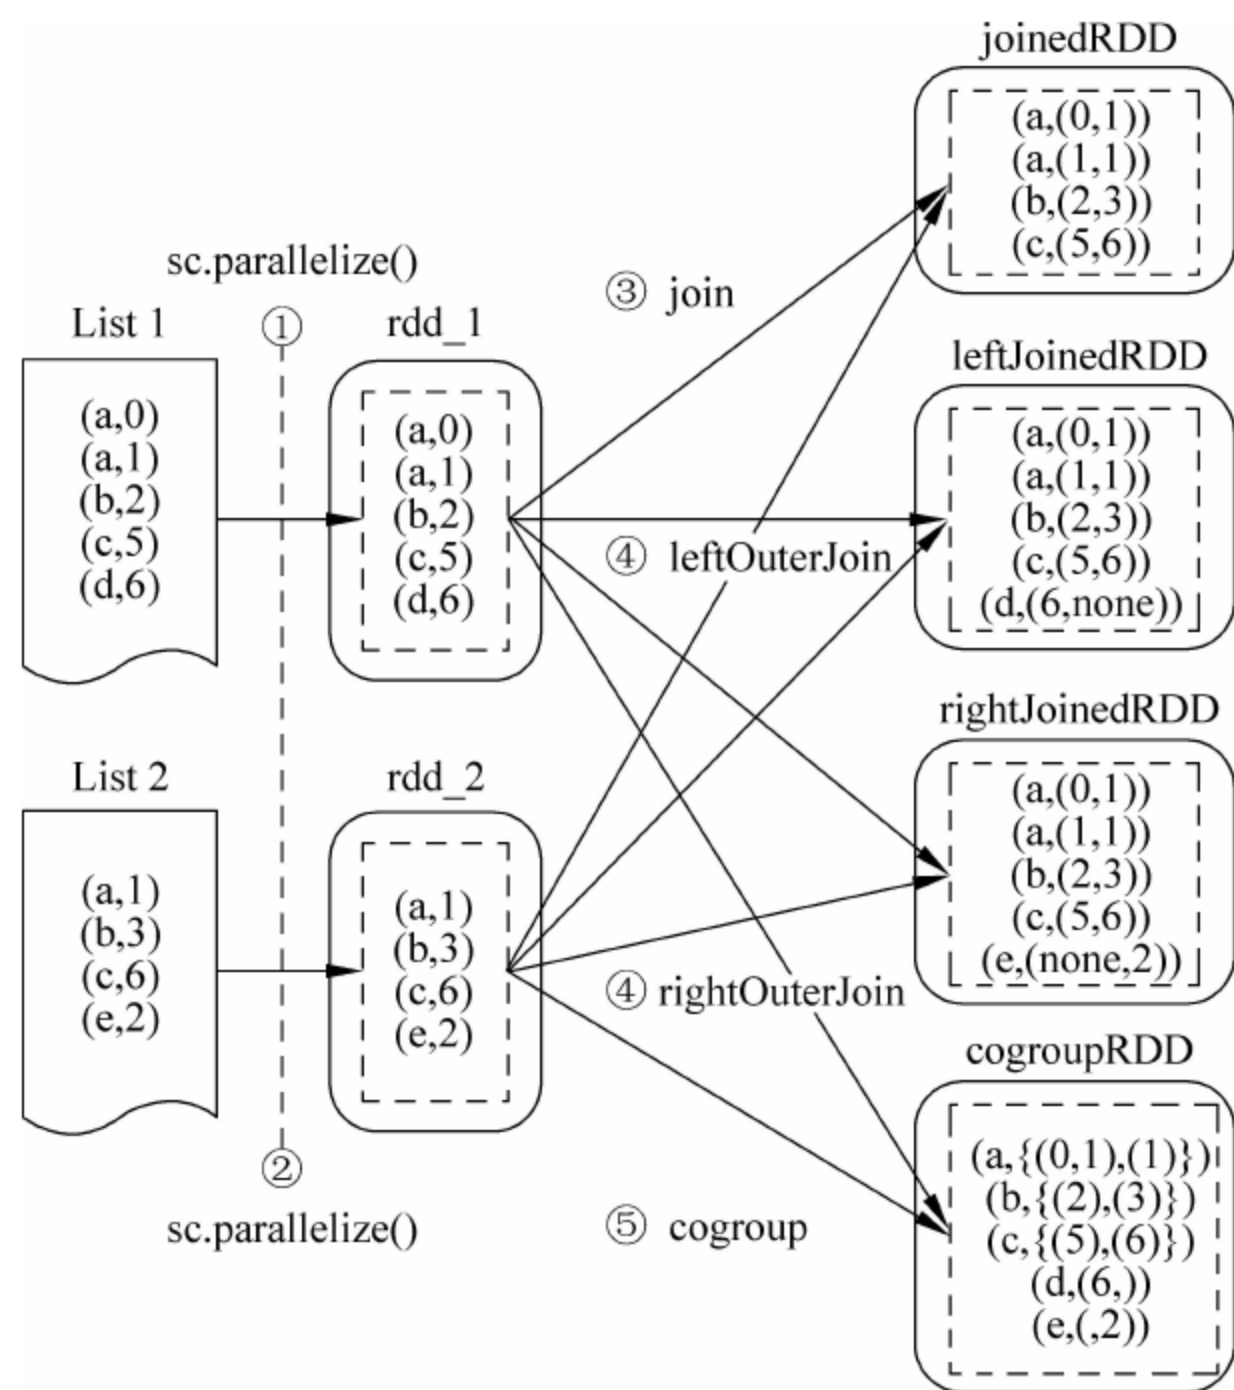 sc.parallelize()
①
List 1
(a,0)
(a,1)
(b,2)
(c,5)
(d,6)
rdd_1
(a,0)
(a,1)
(b,2)
(c,5)
(d,6)
List 2
(a,1)
(b,3)
(c,6)
(e,2)
rdd_2
(a,1)
(b,3)
(c,6)
(e,2)
②
sc.parallelize()
③ join
④ leftOuterJoin
④ rightOuterJoin
⑤ cogroup
joinedRDD
(a,(0,1))
(a,(1,1))
(b,(2,3))
(c,(5,6))
leftJoinedRDD
(a,(0,1))
(a,(1,1))
(b,(2,3))
(c,(5,6))
(d,(6,none))
rightJoinedRDD
(a,(0,1))
(a,(1,1))
(b,(2,3))
(c,(5,6))
(e,(none,2))
cogroupRDD
(a,{(0,1),(1)})
(b,{(2),(3)})
(c,{(5),(6)})
(d,(6,))
(e,(,2))